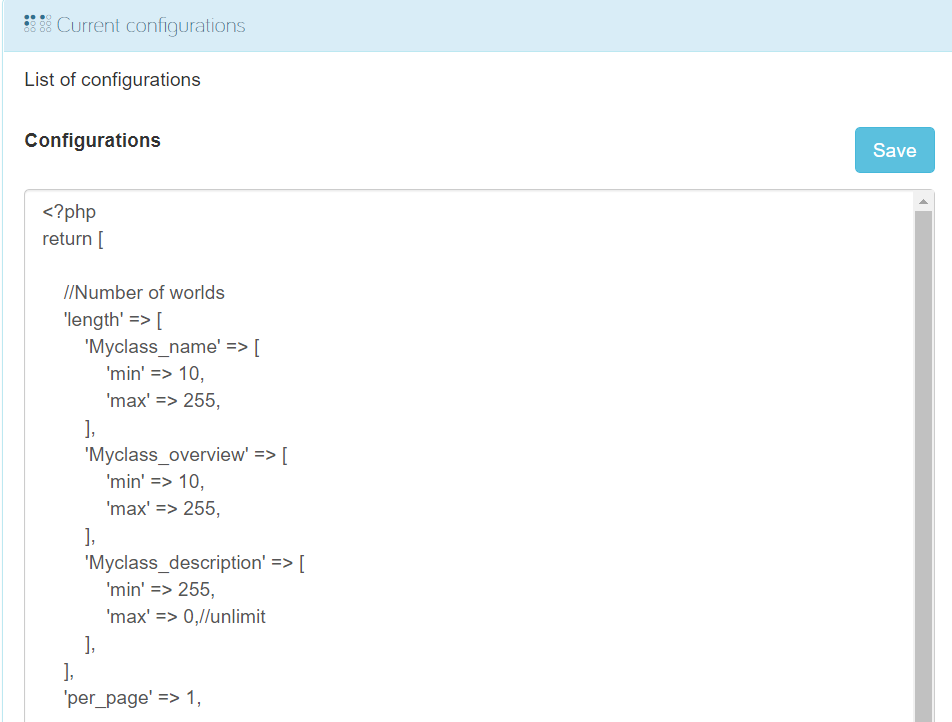 Current configurations
List of configurations
Configurations
Save
<?php
return [
//Number of worlds
'length' => [
'Myclass_name' => [
'min' => 10,
'max' => 255,
],
'Myclass_overview' => [
'min' => 10,
'max' => 255,
],
'Myclass_description' => [
'min' => 255,
'max' => 0,//unlimit
],
],
'per_page' => 1,